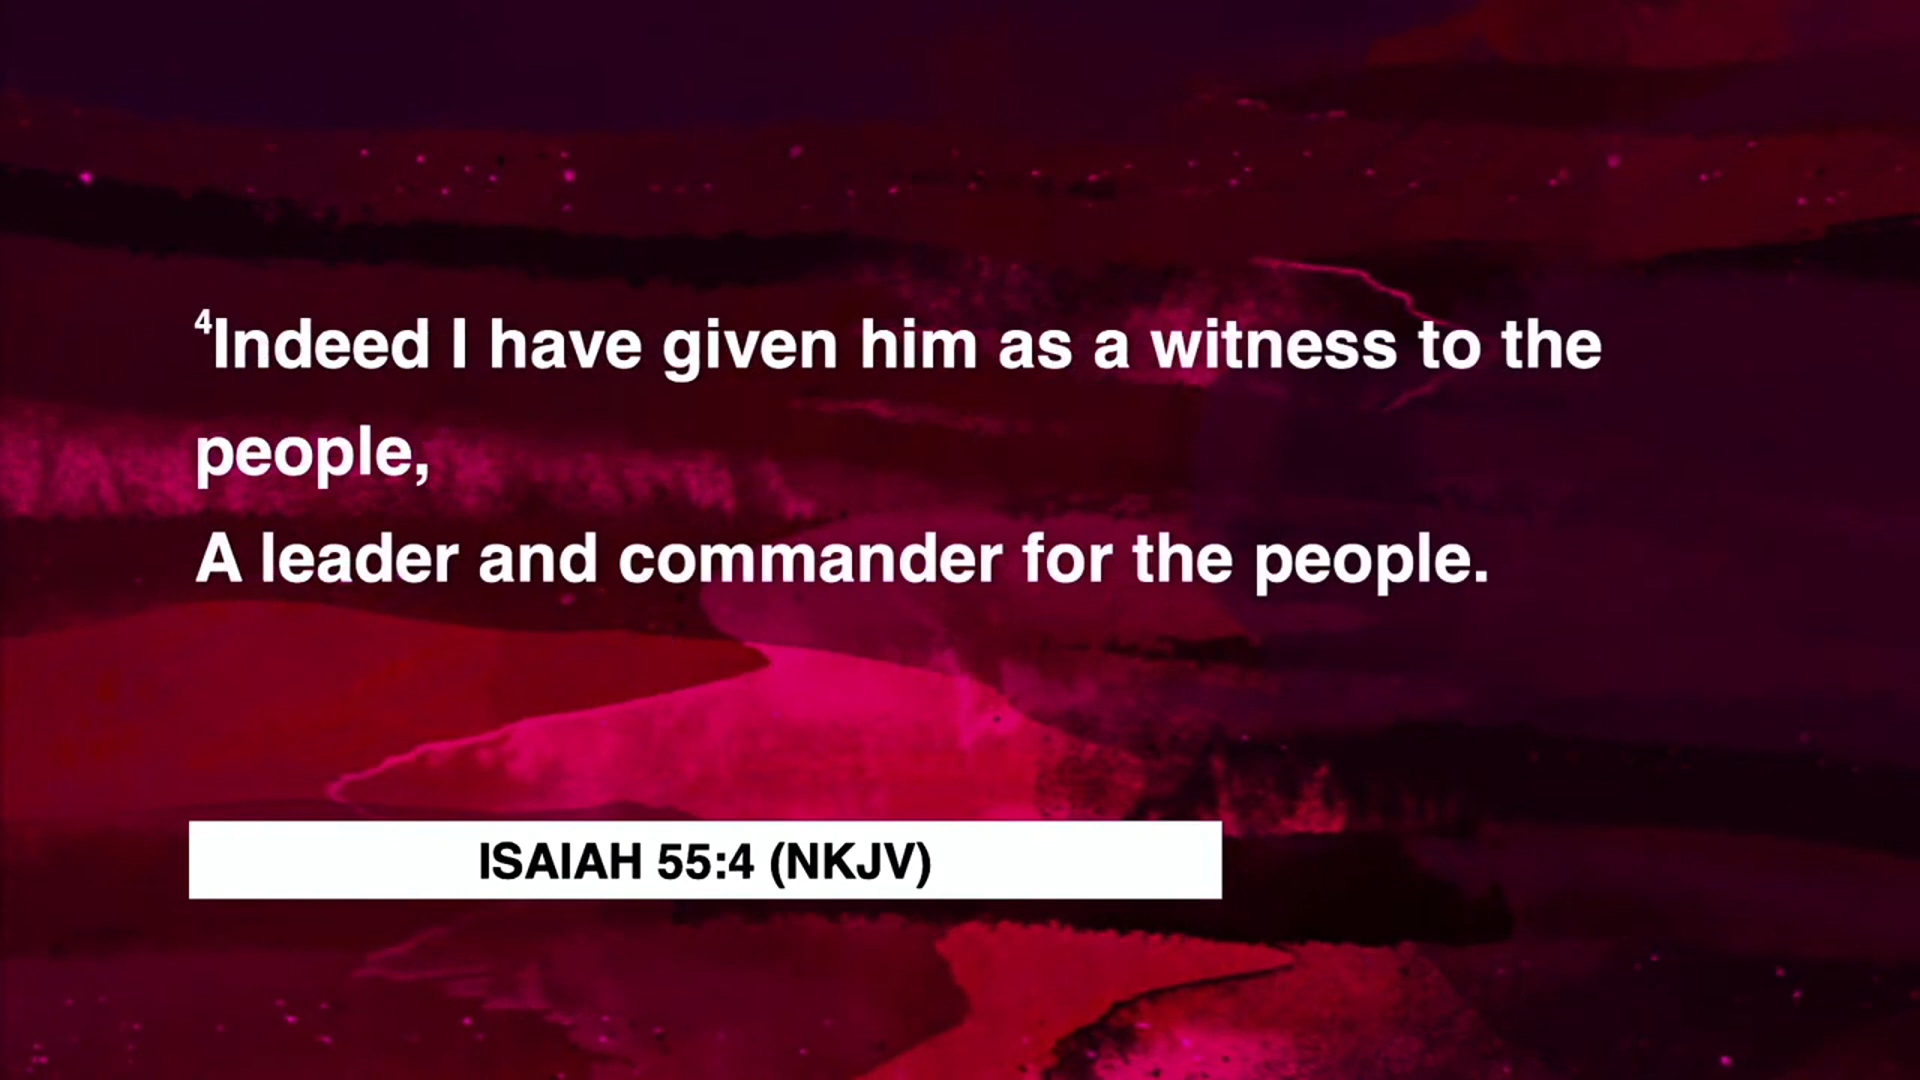 ⁴Indeed I have given him as a witness to the
people,
A leader and commander for the people.
ISAIAH 55:4 (NKJV)